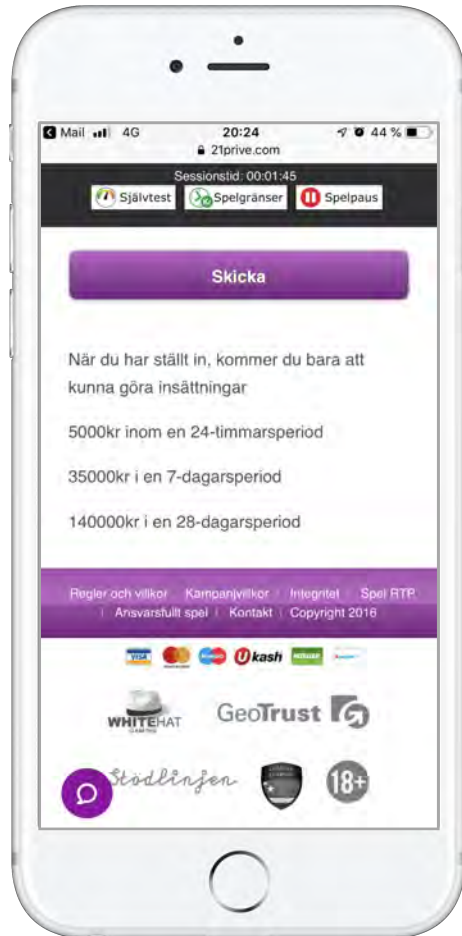 Mail 4G 20:24 44 %
21prive.com
Sessionstid: 00:01:45
Självtest Spelgränser Spelpaus
Skicka
När du har ställt in, kommer du bara att
kunna göra insättningar
5000kr inom en 24-timmarsperiod
35000kr i en 7-dagarsperiod
140000kr i en 28-dagarsperiod
Regler och villkor Kampanjvillkor Integritet Spel RTP
Ansvarsfullt spel Kontakt Copyright 2016
VISA Ukash
WHITEHAT GeoTrust
GAMING
Stödlinjen 18+